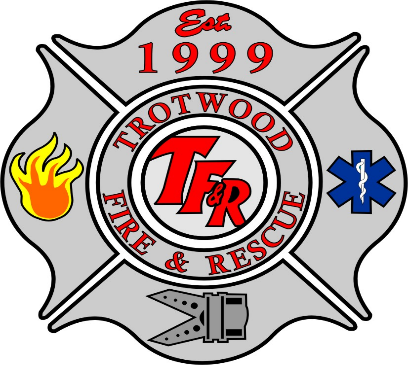 Est.
1999
TROTWOOD
TF&R
FIRE & RESCUE